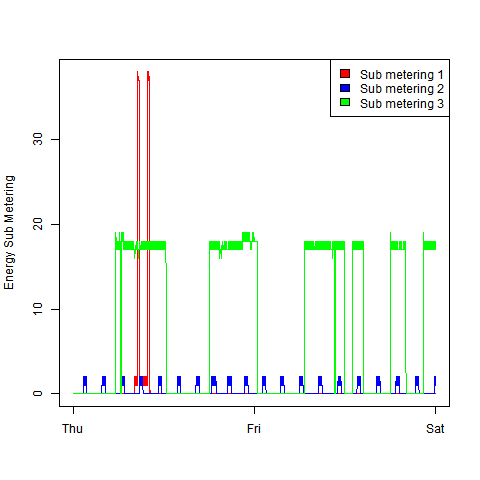 Sub metering 1
Sub metering 2
Sub metering 3
Energy Sub Metering
30
20
10
0
Thu Fri Sat